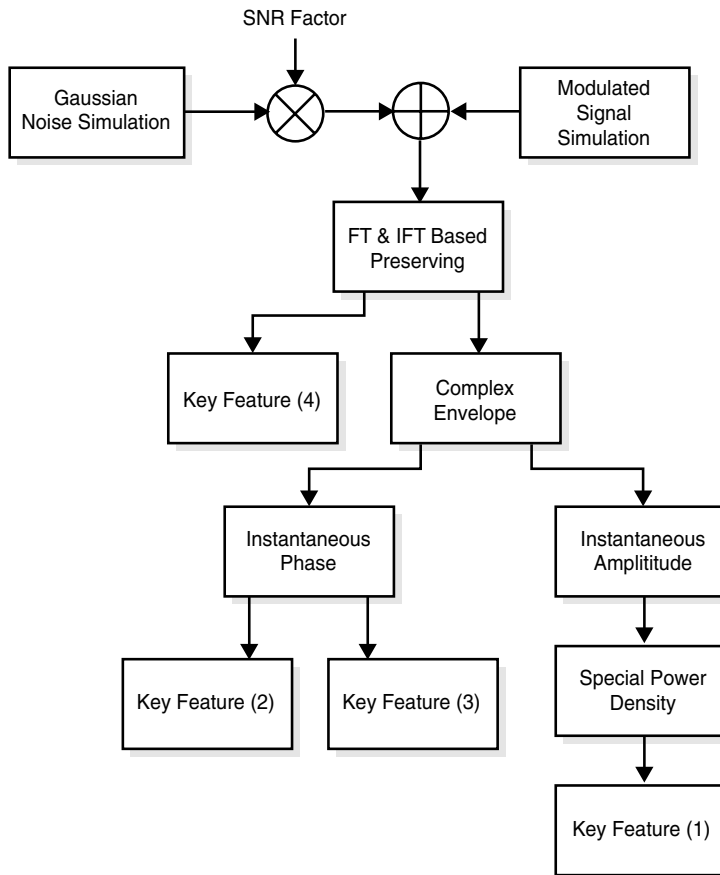 SNR Factor
Gaussian
Noise Simulation
Modulated
Signal
Simulation
FT & IFT Based
Preserving
Key Feature (4)
Complex
Envelope
Instantaneous
Phase
Instantaneous
Ampltitude
Key Feature (2)
Key Feature (3)
Special Power
Density
Key Feature (1)